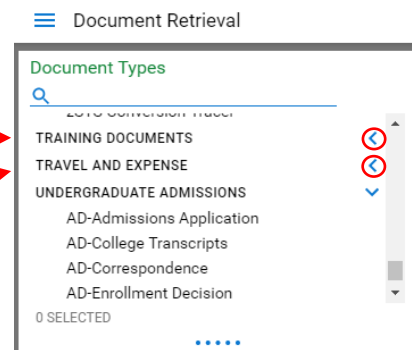 Document Retrieval
Document Types
TRAINING DOCUMENTS
TRAVEL AND EXPENSE
UNDERGRADUATE ADMISSIONS
AD-Admissions Application
AD-College Transcripts
AD-Correspondence
AD-Enrollment Decision
0 SELECTED